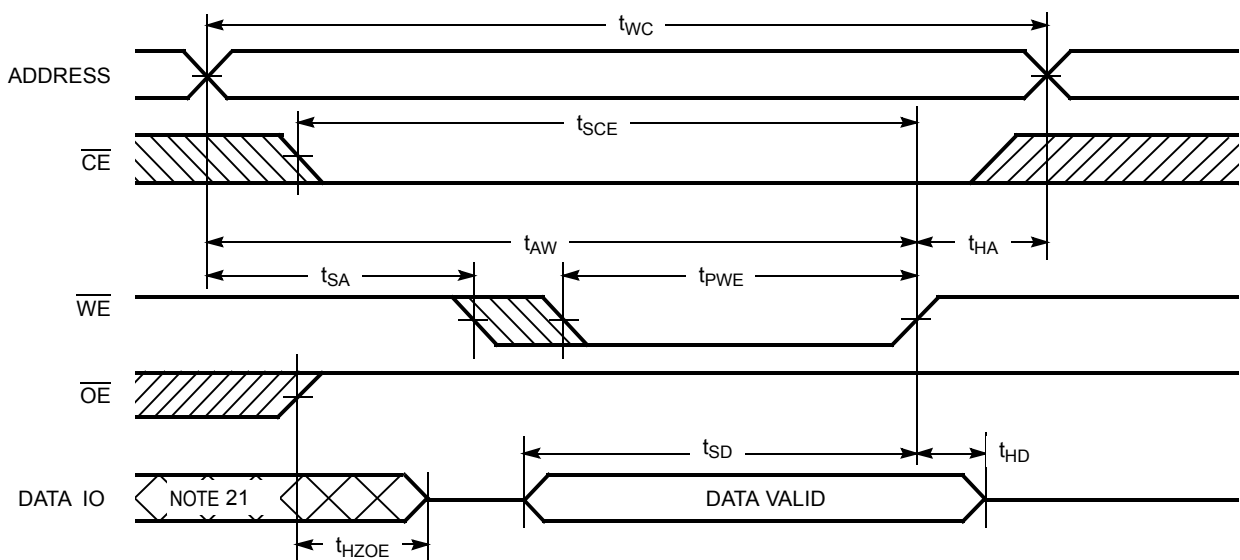 tWC
ADDRESS
tSCE
CE
tAW
tHA
tSA
tPWE
WE
OE
tSD
tHD
DATA IO
NOTE 21
DATA VALID
tHZOE